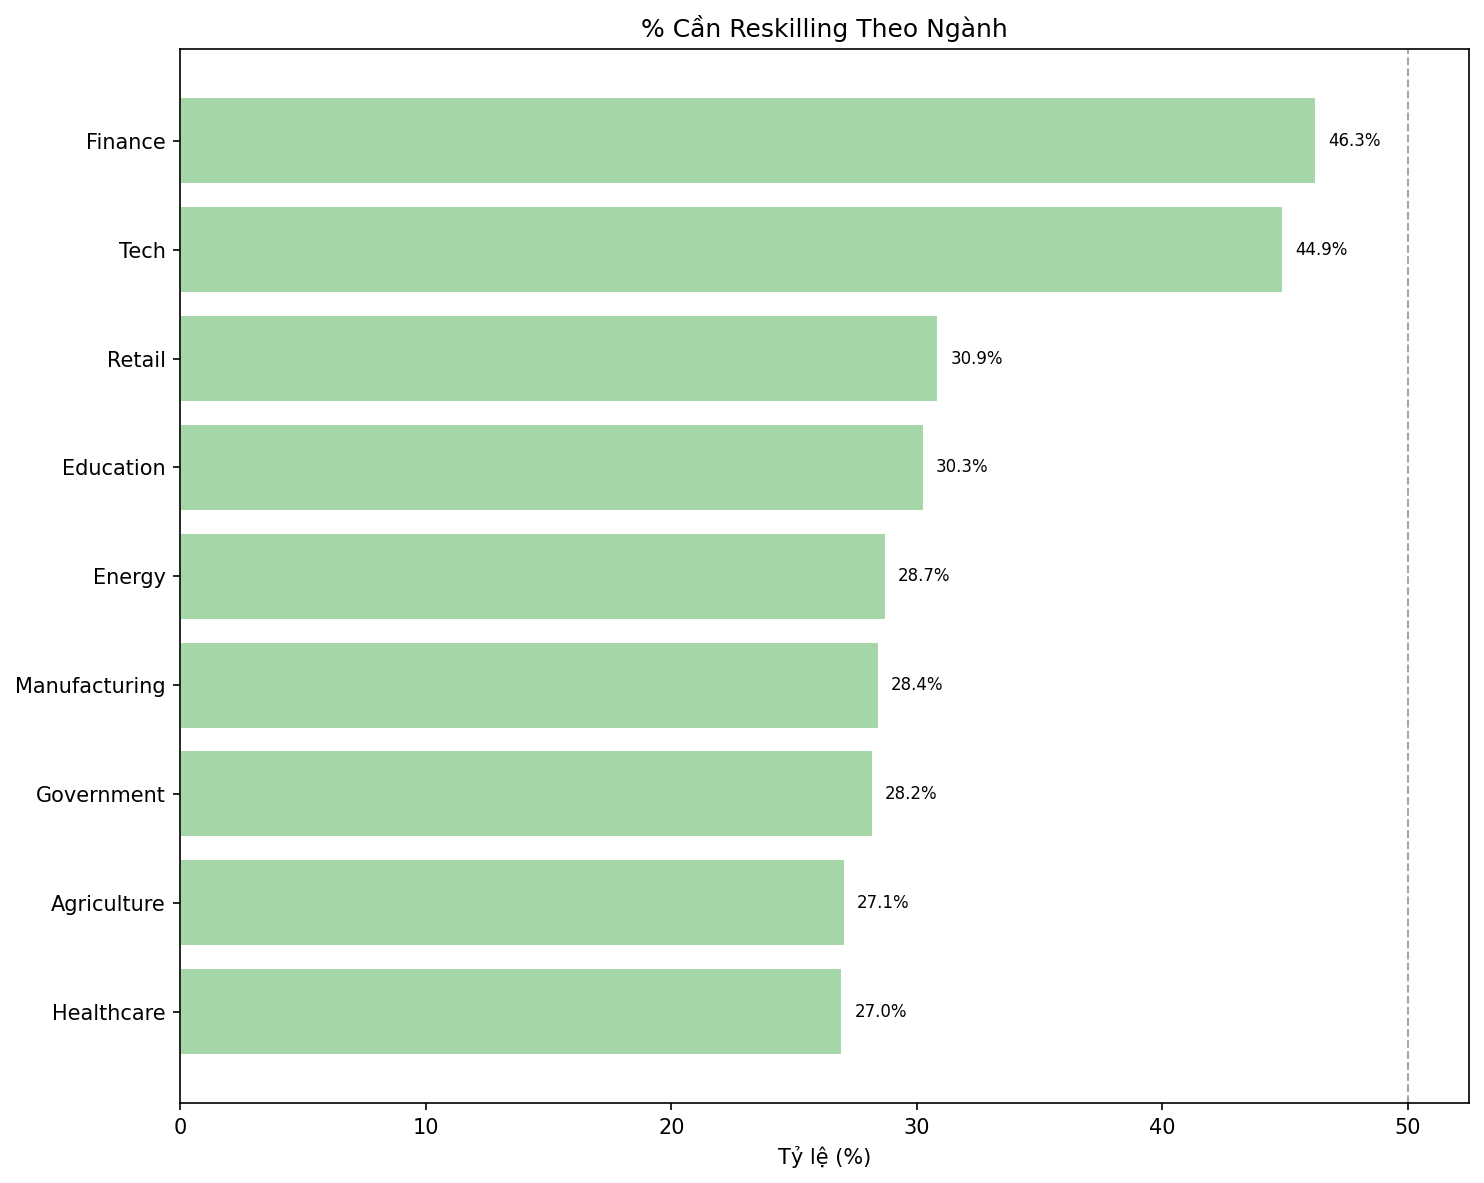 % Cần Reskilling Theo Ngành
Finance 46.3%
Tech 44.9%
Retail 30.9%
Education 30.3%
Energy 28.7%
Manufacturing 28.4%
Government 28.2%
Agriculture 27.1%
Healthcare 27.0%
0 10 20 30 40 50
Tỷ lệ (%)